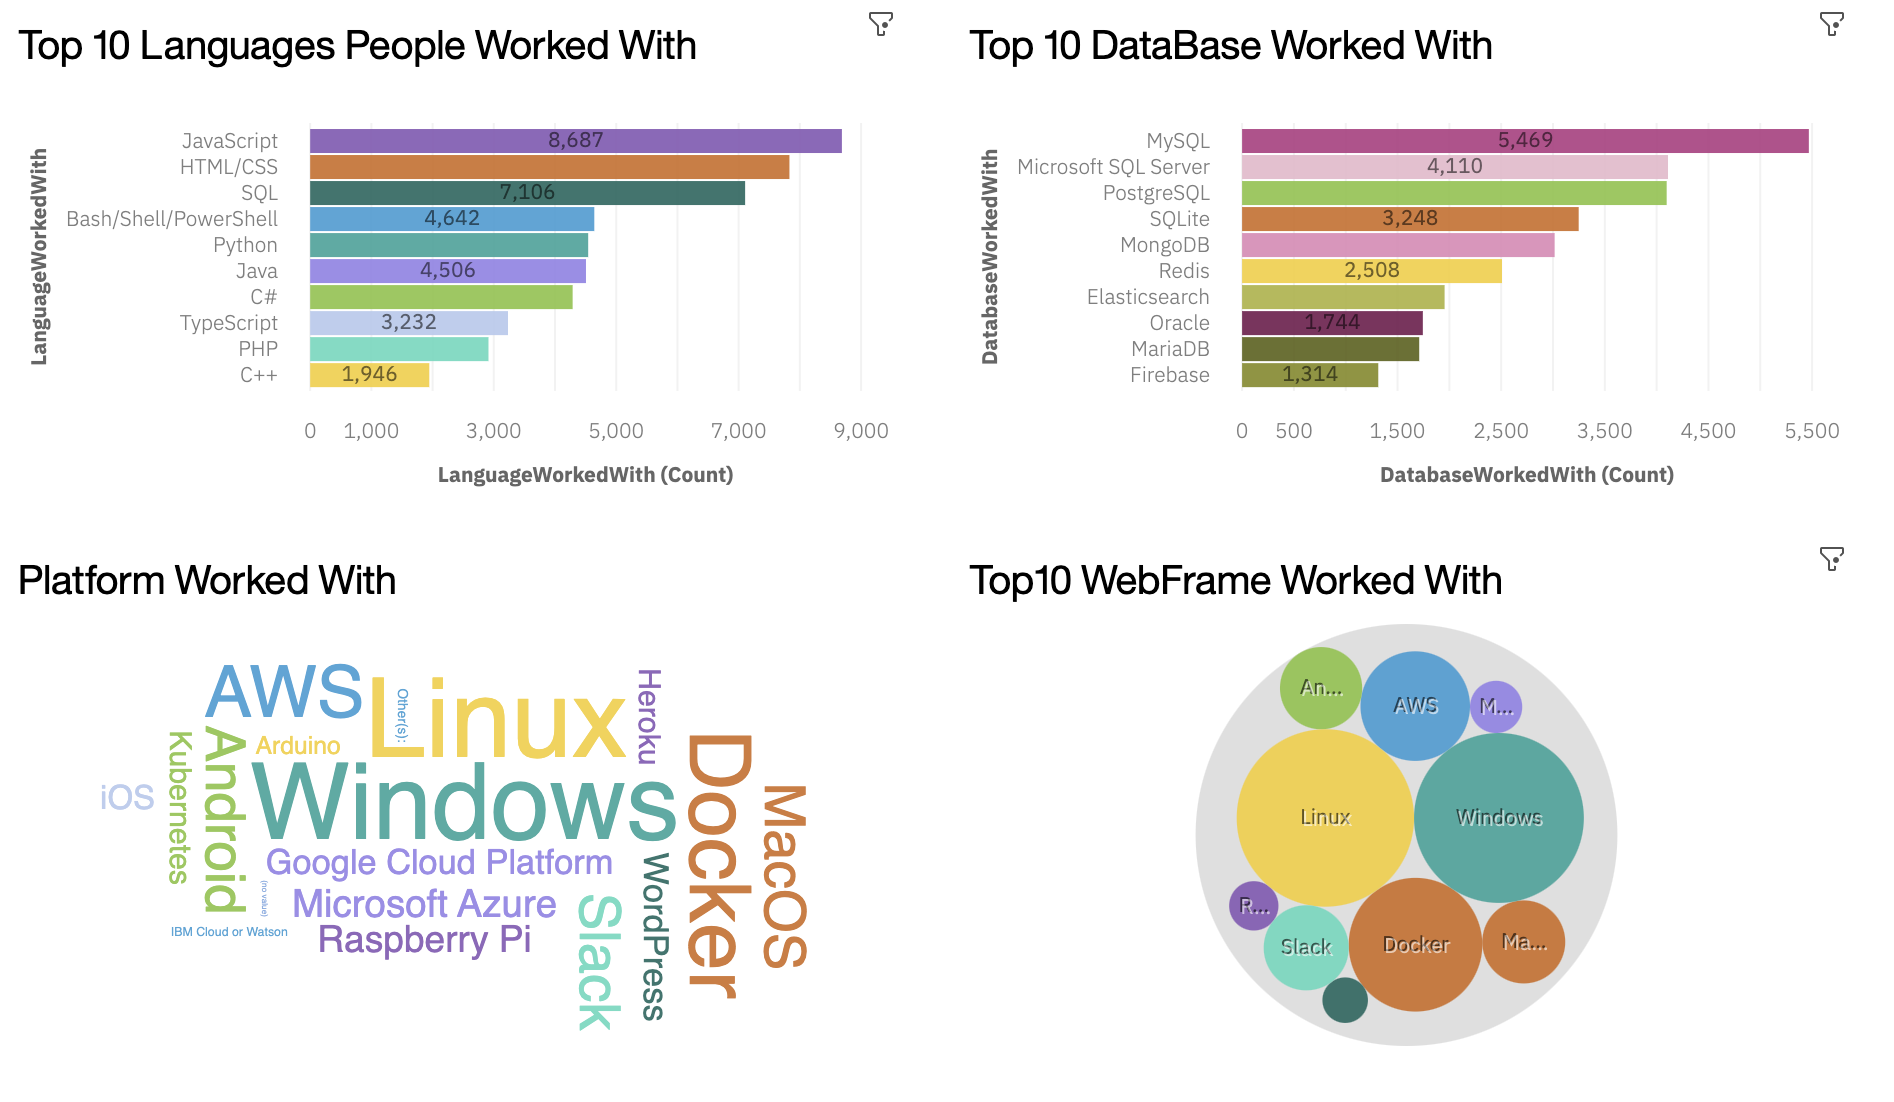 Top 10 Languages People Worked With
LanguageWorkedWith
JavaScript 8,687
HTML/CSS
SQL 7,106
Bash/Shell/PowerShell 4,642
Python
Java 4,506
C#
TypeScript 3,232
PHP
C++ 1,946
0 1,000 3,000 5,000 7,000 9,000
LanguageWorkedWith (Count)
Top 10 DataBase Worked With
DatabaseWorkedWith
MySQL 5,469
Microsoft SQL Server 4,110
PostgreSQL
SQLite 3,248
MongoDB
Redis 2,508
Elasticsearch
Oracle 1,744
MariaDB
Firebase 1,314
0 500 1,500 2,500 3,500 4,500 5,500
DatabaseWorkedWith (Count)
Platform Worked With
AWS
Linux
Other(s):
Heroku
Arduino
Kubernetes
Android
iOS
Windows
Docker
MacOS
Google Cloud Platform
Microsoft Azure
(no value)
IBM Cloud or Watson
Raspberry Pi
Slack
WordPress
Top10 WebFrame Worked With
An...
AWS
M...
Linux
Windows
R...
Slack
Docker
Ma...